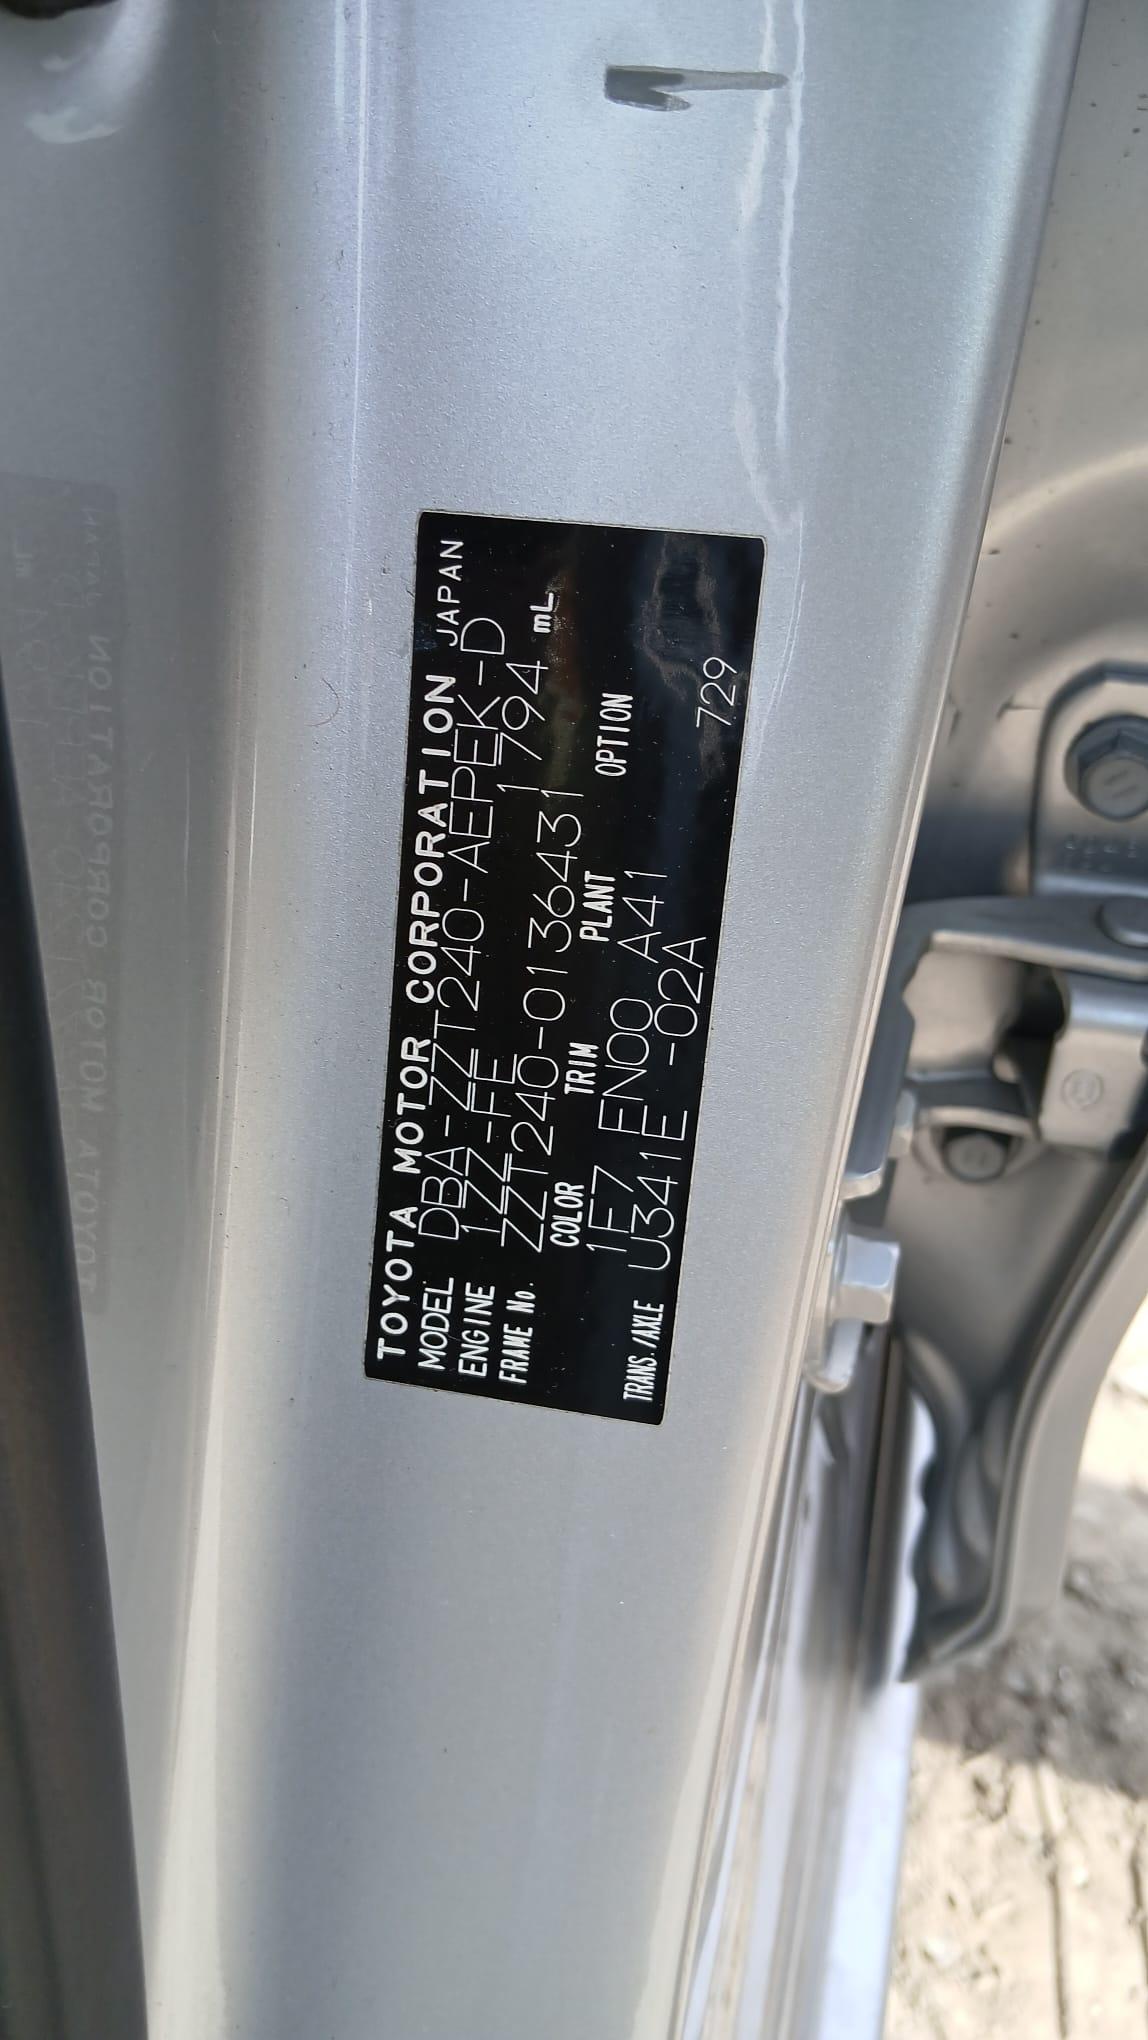 TOYOTA MOTOR CORPORATION JAPAN
MODEL DBA-ZZT240-AEPEK-D
ENGINE 1ZZ-FE 1794 mL
FRAME No. ZZT240-0136431
COLOR TRIM PLANT OPTION
1F7 FN00 A41
TRANS./AXLE U341E -02A 729